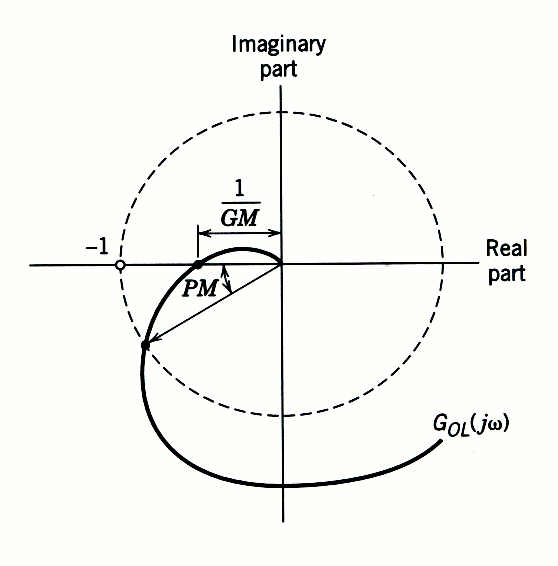 Imaginary
part
1
GM
-1
Real
part
PM
G_OL(jω)